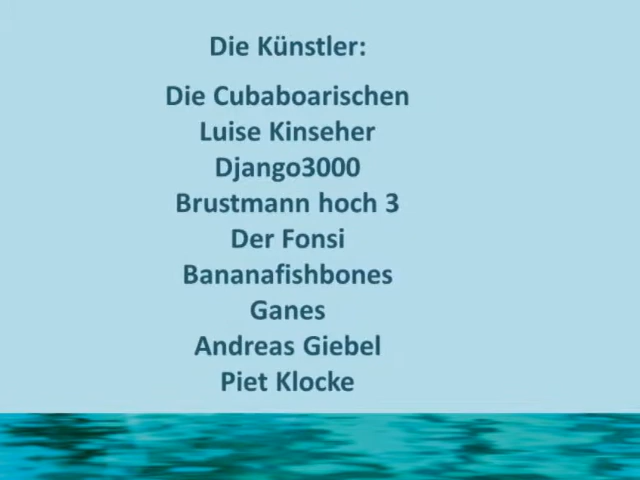 Die Künstler:
Die Cubaboarischen
Luise Kinseher
Django3000
Brustmann hoch 3
Der Fonsi
Bananafishbones
Ganes
Andreas Giebel
Piet Klocke